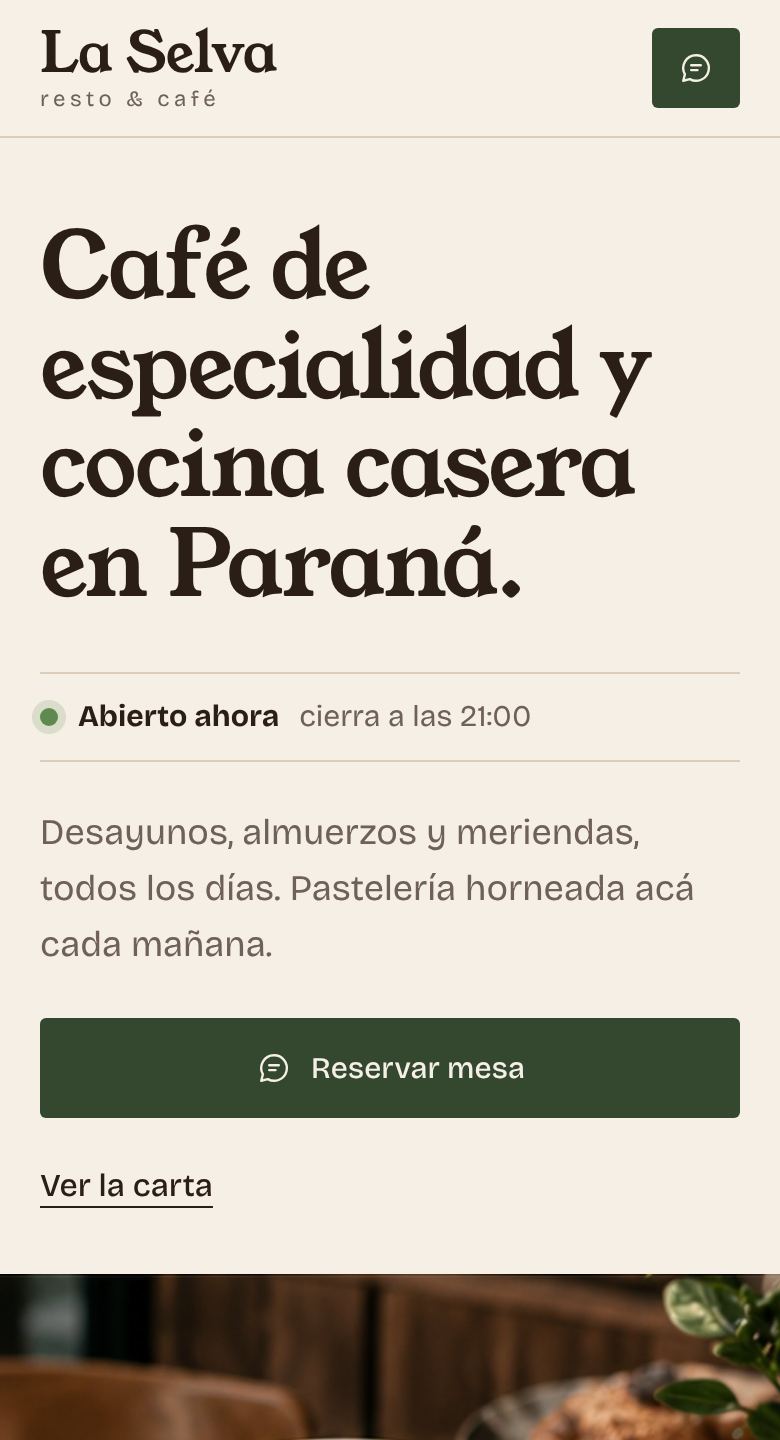 La Selva
resto & café
Café de
especialidad y
cocina casera
en Paraná.
Abierto ahora cierra a las 21:00
Desayunos, almuerzos y meriendas,
todos los días. Pastelería horneada acá
cada mañana.
Reservar mesa
Ver la carta